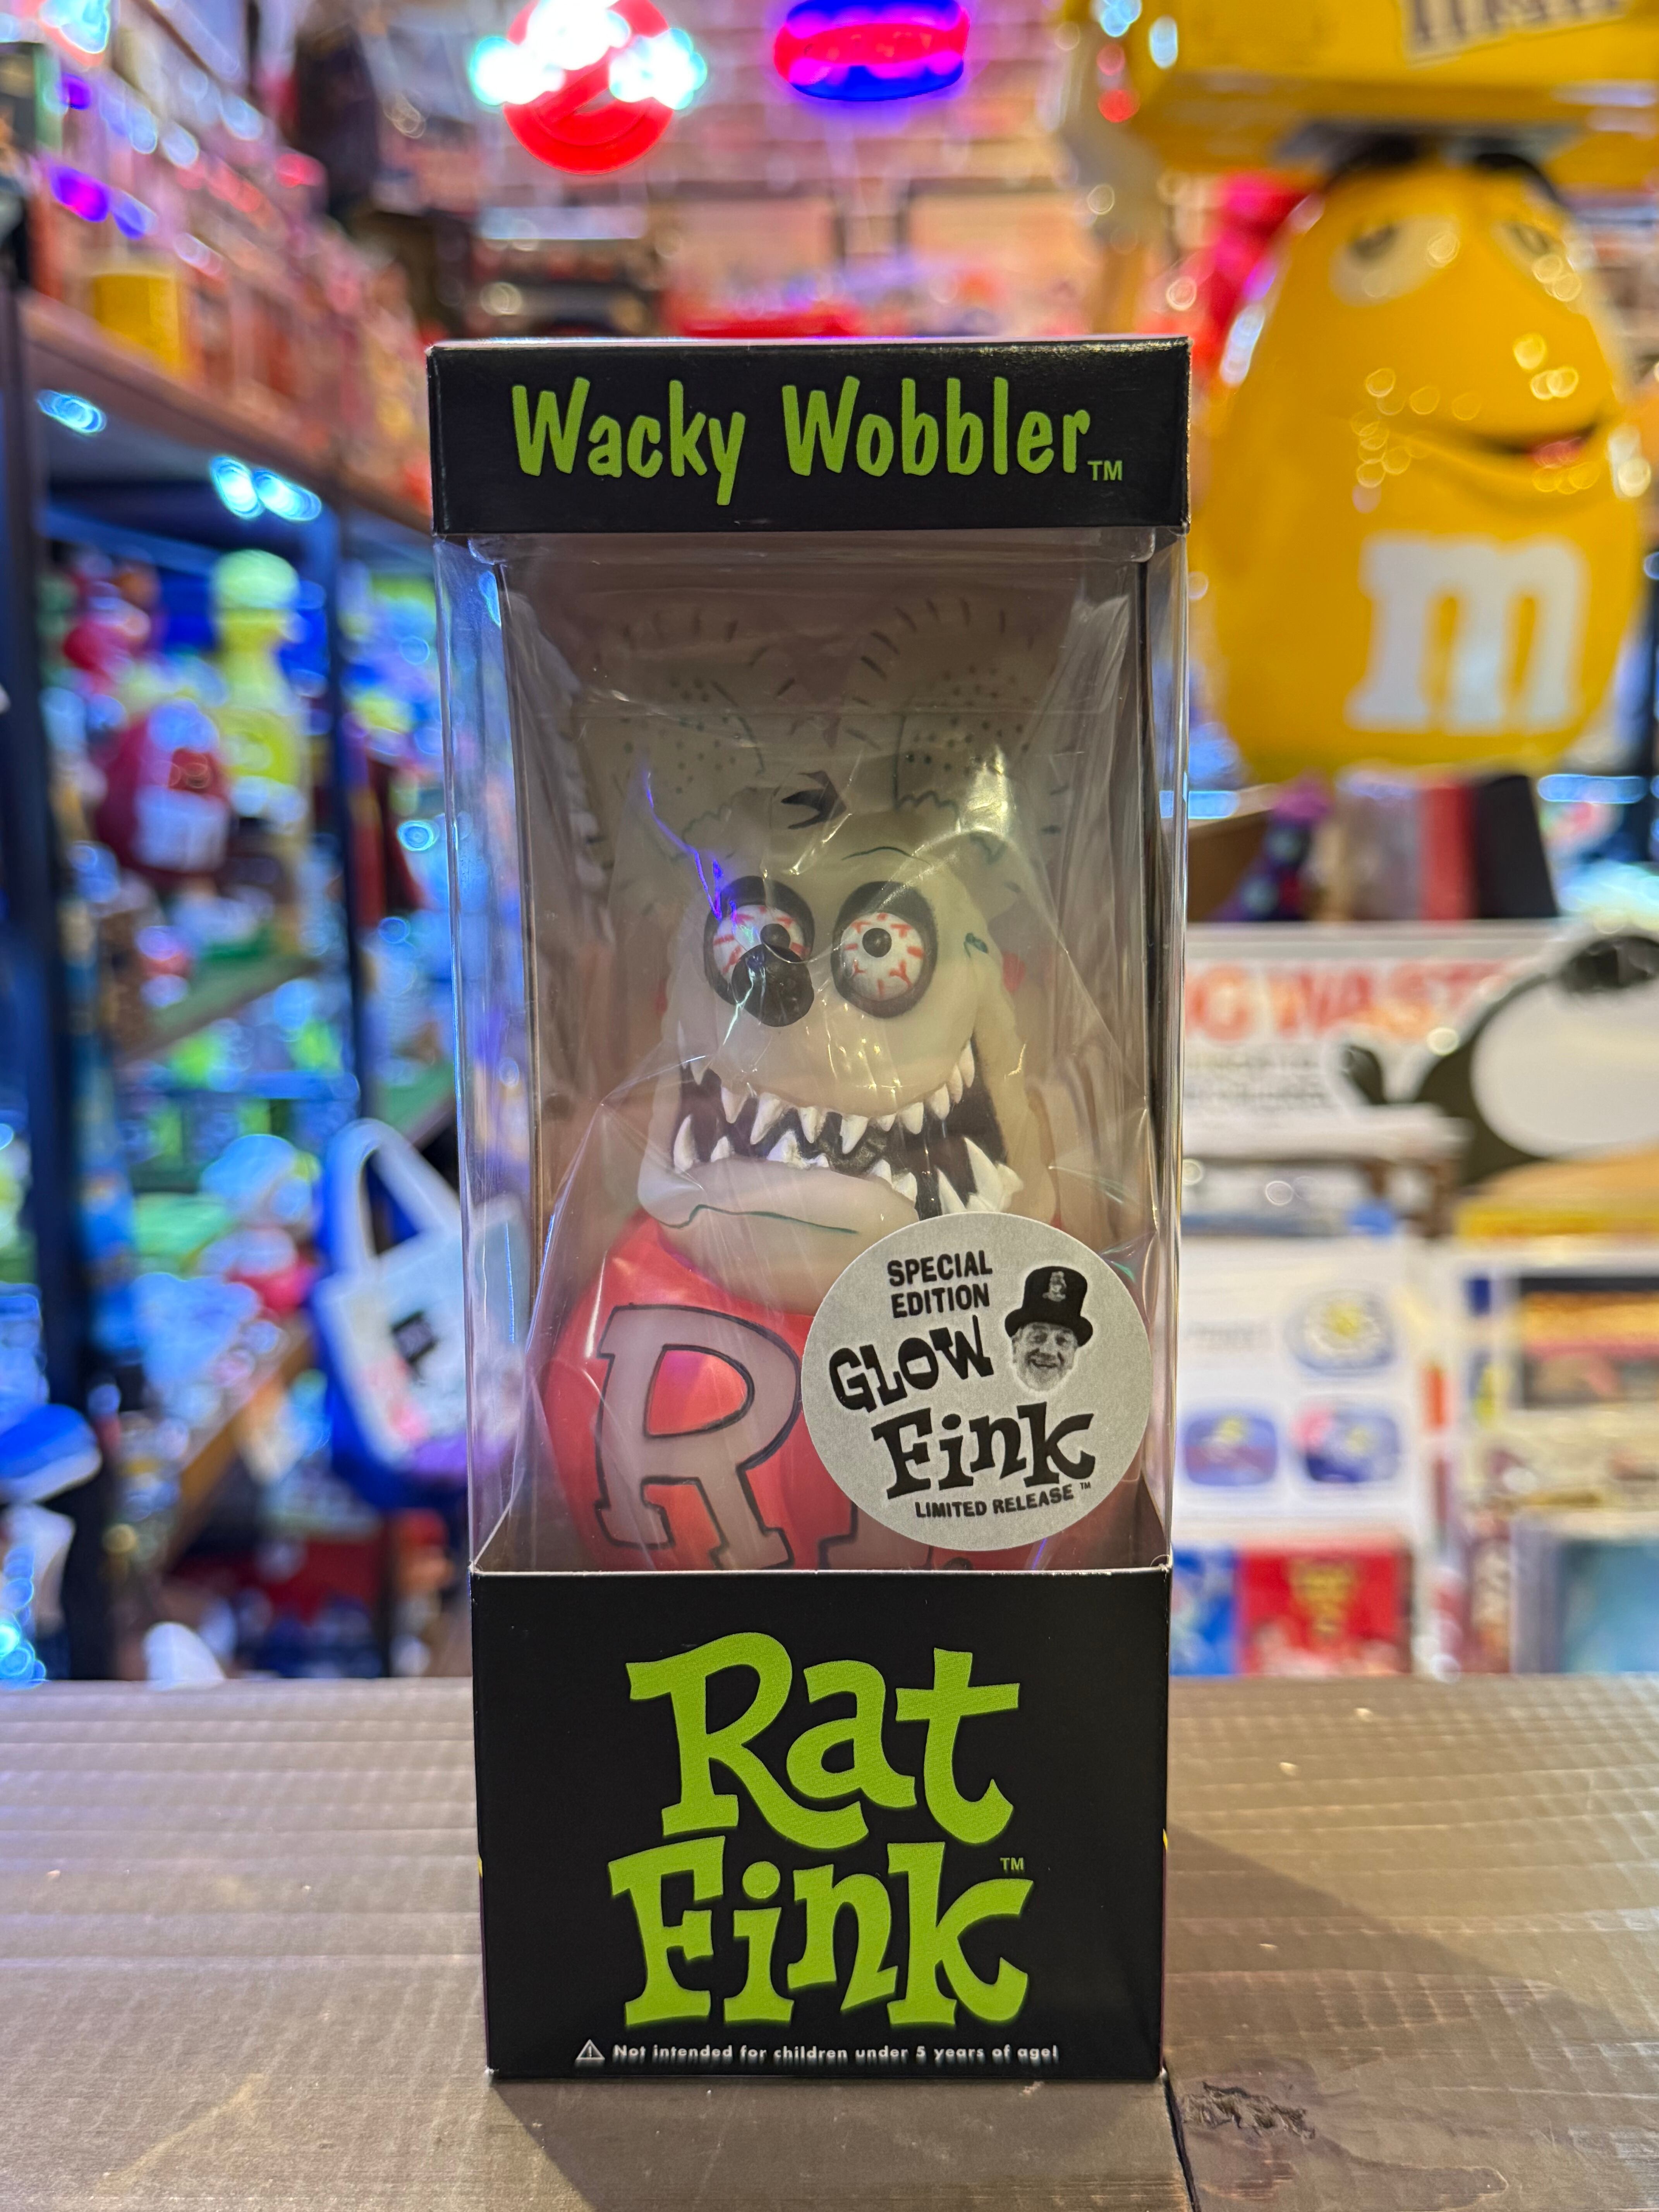 Wacky Wobbler™
m
R
SPECIAL
EDITION
GLOW
Fink
LIMITED RELEASE™
Rat
Fink™
Not intended for children under 5 years of age!